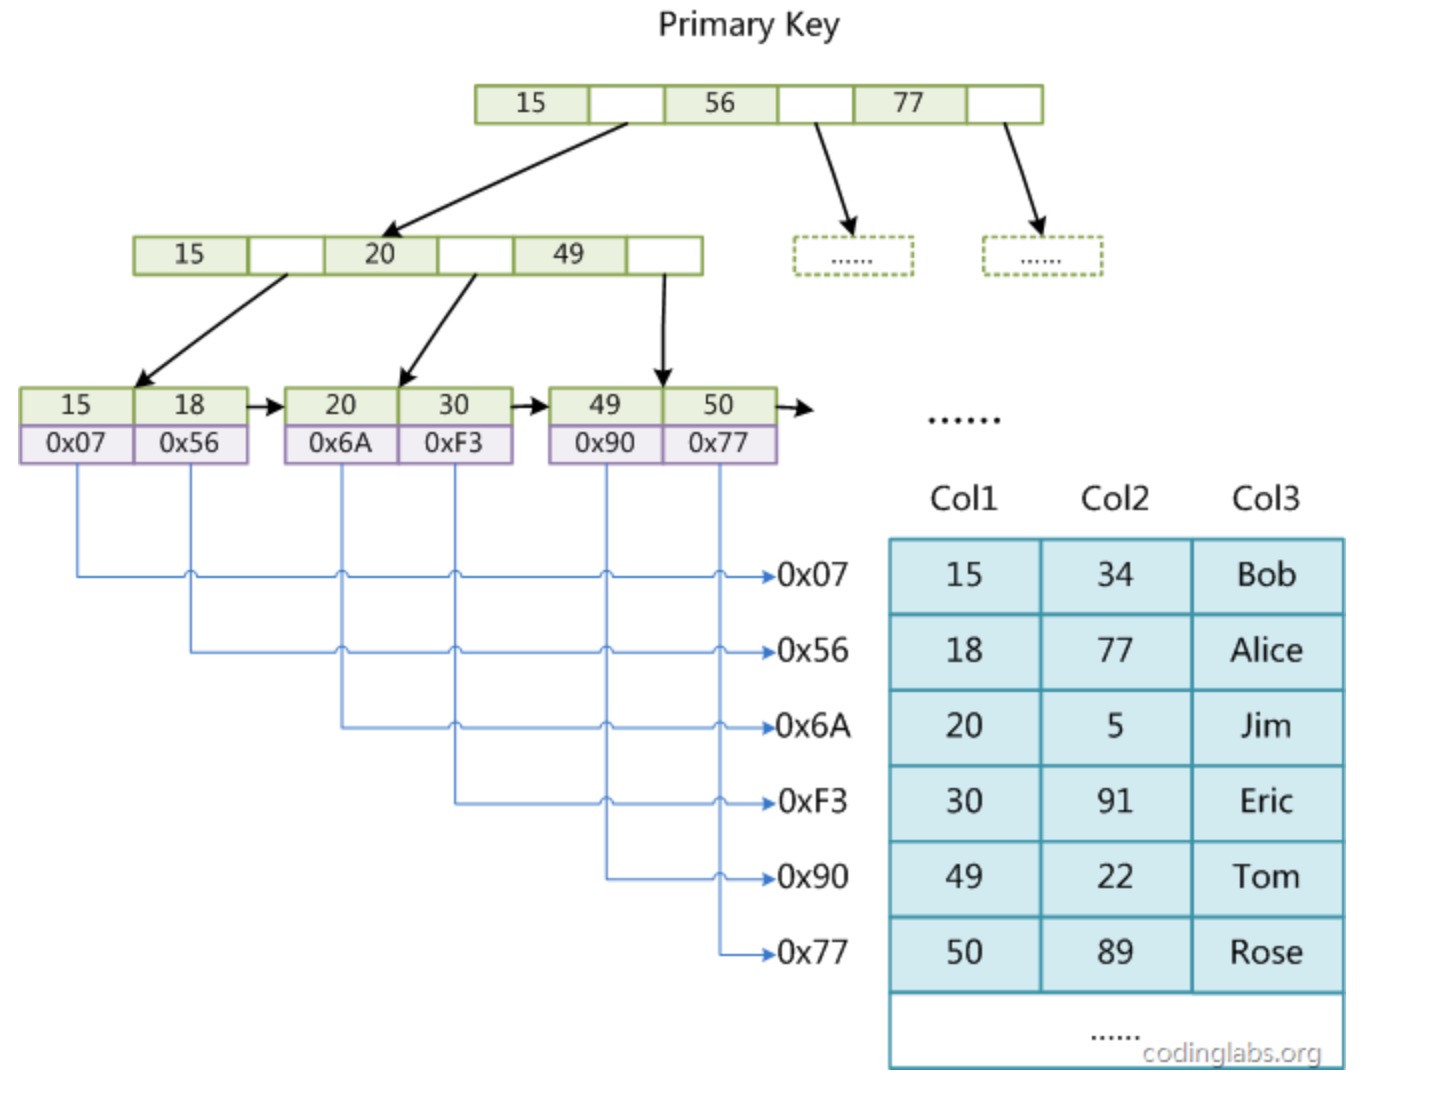 Primary Key
15 56 77
15 20 49 ...... ......
15 18 20 30 49 50
0x07 0x56 0x6A 0xF3 0x90 0x77
......
Col1 Col2 Col3
0x07 15 34 Bob
0x56 18 77 Alice
0x6A 20 5 Jim
0xF3 30 91 Eric
0x90 49 22 Tom
0x77 50 89 Rose
......
codinglabs.org